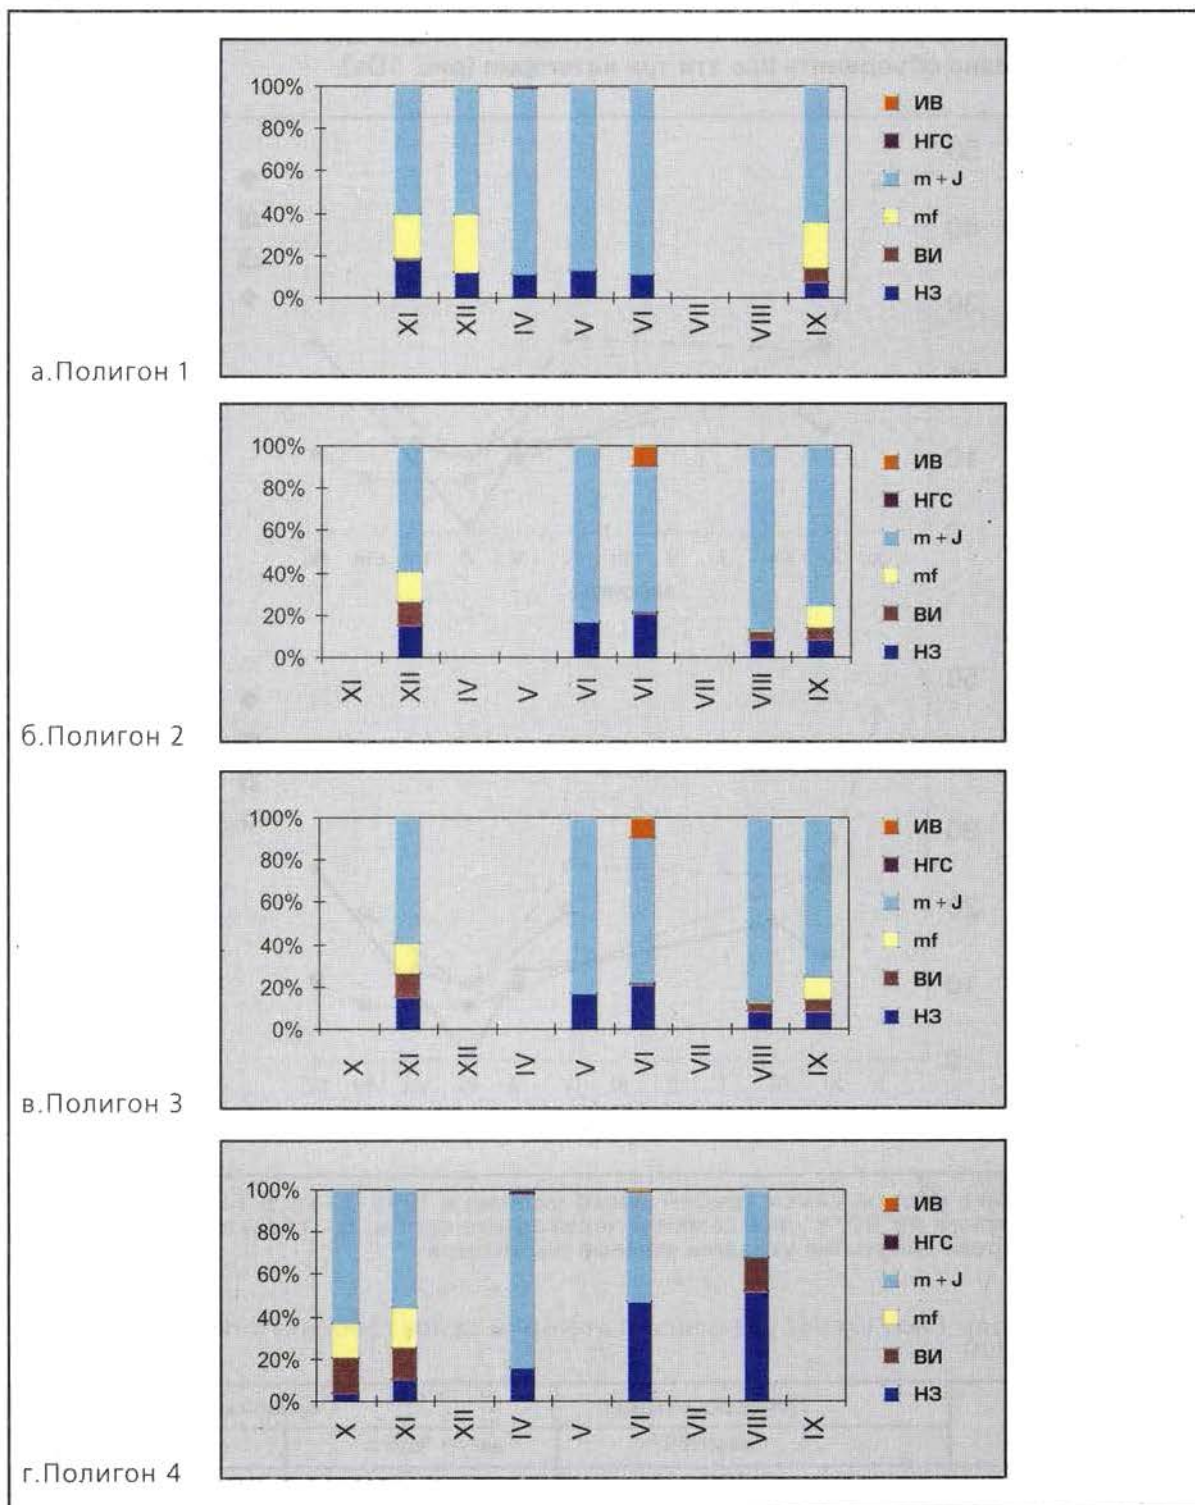 100%
80%
60%
40%
20%
0%
XI
XII
IV
V
VI
VII
VIII
IX
ИВ
НГС
m + J
mf
ВИ
НЗ
а.Полигон 1
100%
80%
60%
40%
20%
0%
XI
XII
IV
V
VI
VI
VII
VIII
IX
ИВ
НГС
m + J
mf
ВИ
НЗ
б.Полигон 2
100%
80%
60%
40%
20%
0%
X
XI
XII
IV
V
VI
VII
VIII
IX
ИВ
НГС
m + J
mf
ВИ
НЗ
в.Полигон 3
100%
80%
60%
40%
20%
0%
X
XI
XII
IV
V
VI
VII
VIII
IX
ИВ
НГС
m + J
mf
ВИ
НЗ
г.Полигон 4